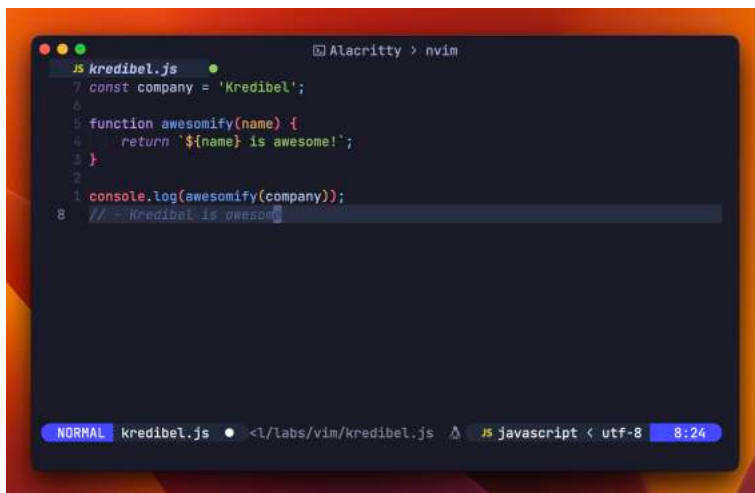 Alacritty > nvim
JS kredibel.js
7 const company = 'Kredibel';
6
5 function awesomify(name) {
4 return `${name} is awesome!`;
3 }
2
1 console.log(awesomify(company));
8 // - Kredibel is awesome
NORMAL kredibel.js <l/labs/vim/kredibel.js JS javascript < utf-8 8:24